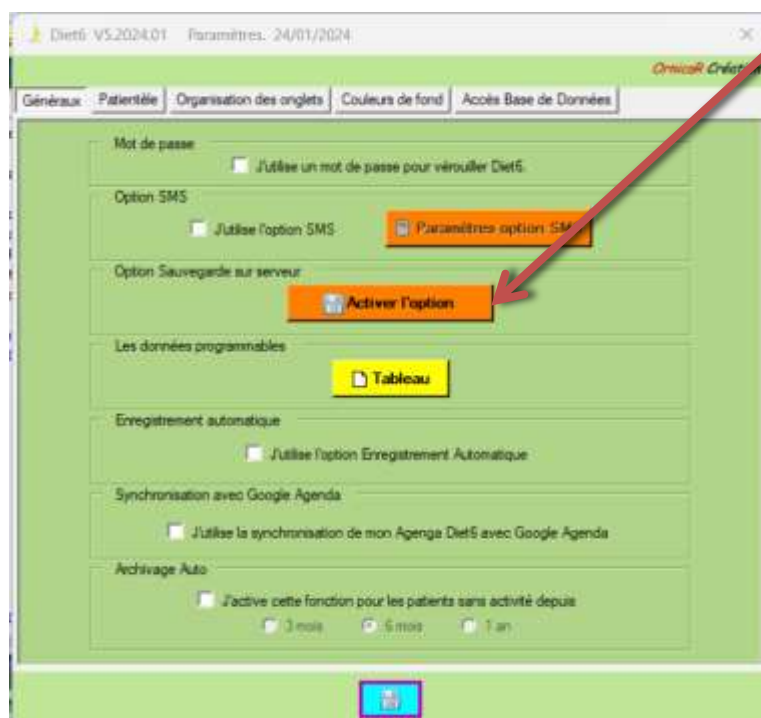 Diet6 V5.2024.01 Paramètres. 24/01/2024
OrnicaR Création
Généraux Patientèle Organisation des onglets Couleurs de fond Accès Base de Données
Mot de passe
J'utilise un mot de passe pour vérouiller Diet6.
Option SMS
J'utilise l'option SMS Paramètres option SMS
Option Sauvegarde sur serveur
Activer l'option
Les données programmables
Tableau
Enregistrement automatique
J'utilise l'option Enregistrement Automatique
Synchronisation avec Google Agenda
J'utilise la synchronisation de mon Agenga Diet6 avec Google Agenda
Archivage Auto
J'active cette fonction pour les patients sans activité depuis
3 mois 6 mois 1 an